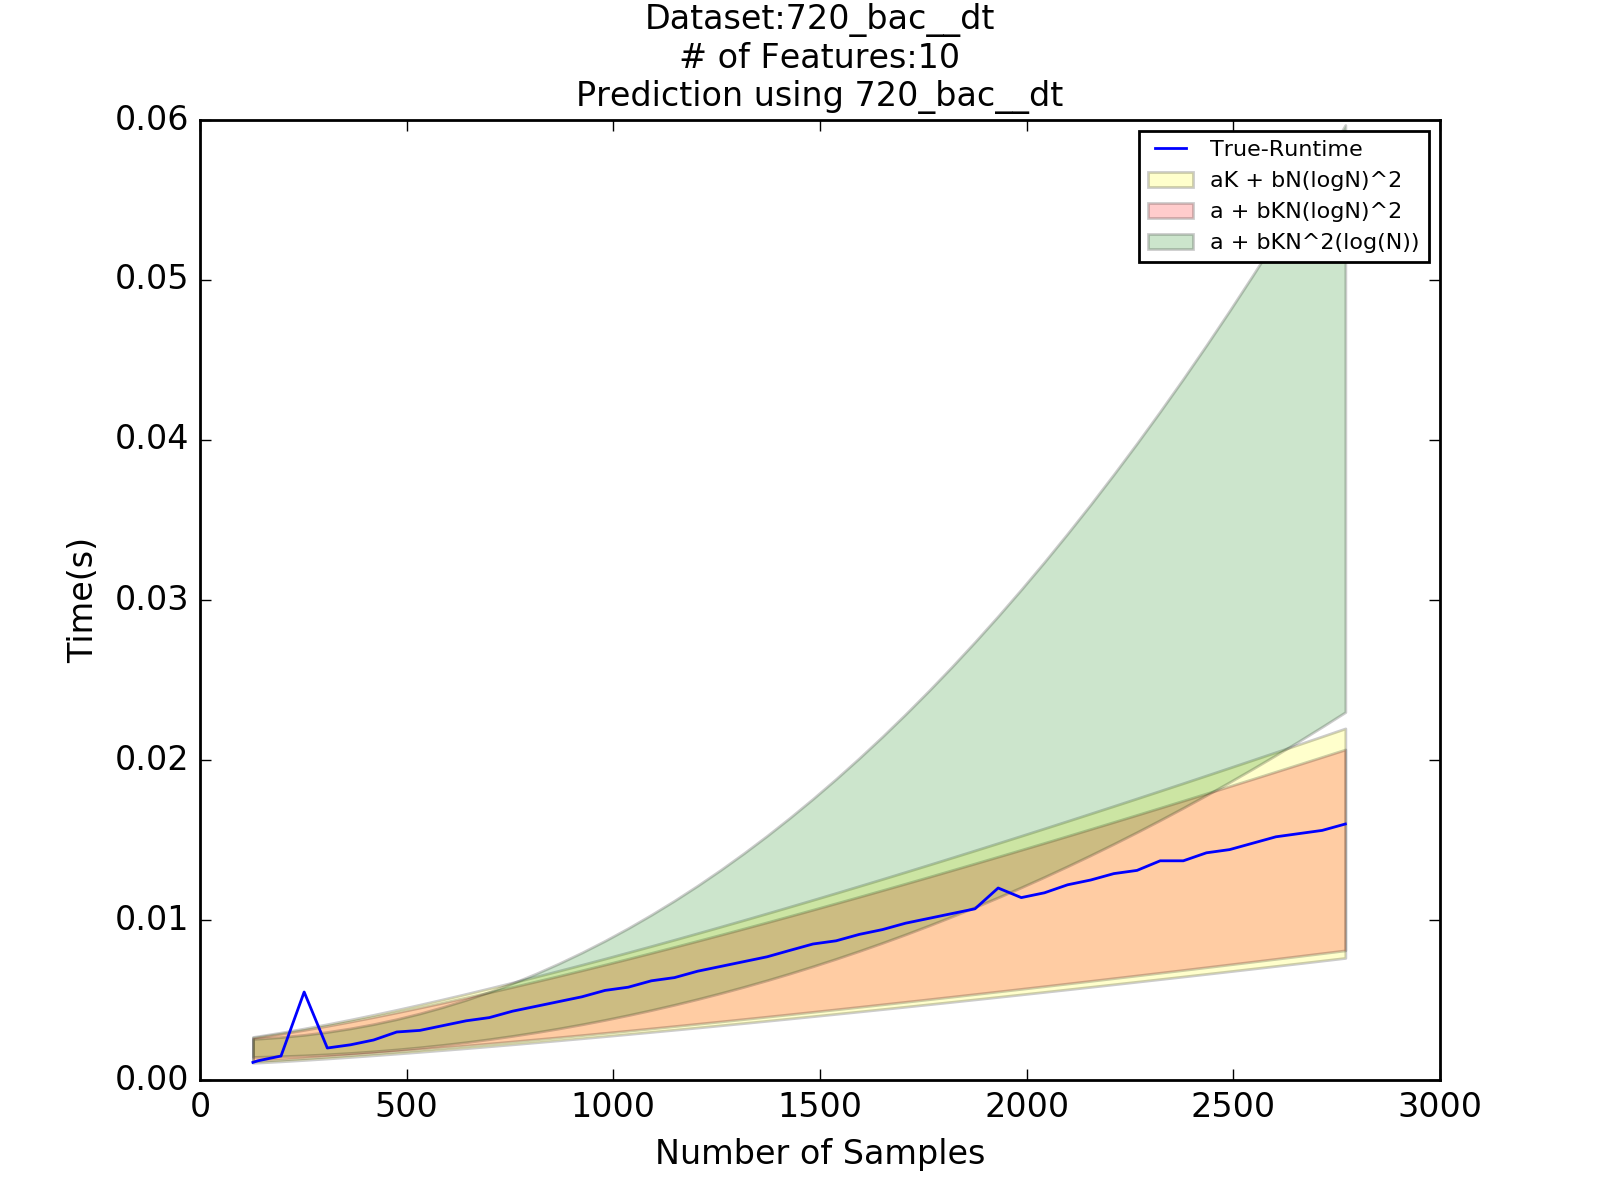 Dataset:720_bac__dt
# of Features:10
Prediction using 720_bac__dt
True-Runtime
aK + bN(logN)^2
a + bKN(logN)^2
a + bKN^2(log(N))
0.06
0.05
0.04
0.03
0.02
0.01
0.00
Time(s)
0 500 1000 1500 2000 2500 3000
Number of Samples